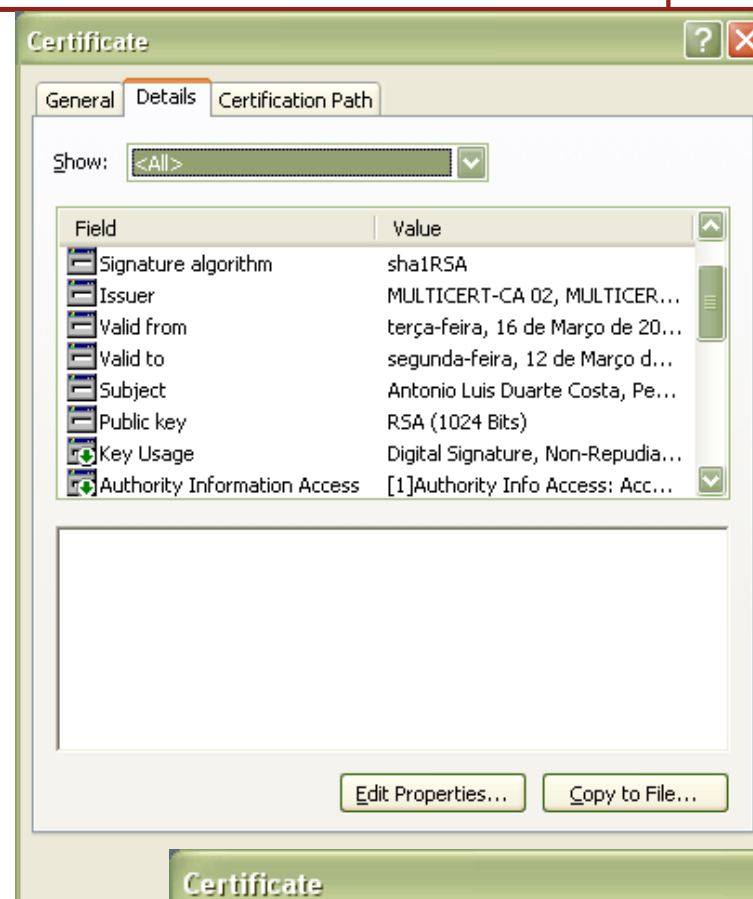 Certificate
General Details Certification Path
Show: <All>
Field Value
Signature algorithm sha1RSA
Issuer MULTICERT-CA 02, MULTICER...
Valid from terça-feira, 16 de Março de 20...
Valid to segunda-feira, 12 de Março d...
Subject Antonio Luis Duarte Costa, Pe...
Public key RSA (1024 Bits)
Key Usage Digital Signature, Non-Repudia...
Authority Information Access [1]Authority Info Access: Acc...
Edit Properties... Copy to File...
Certificate